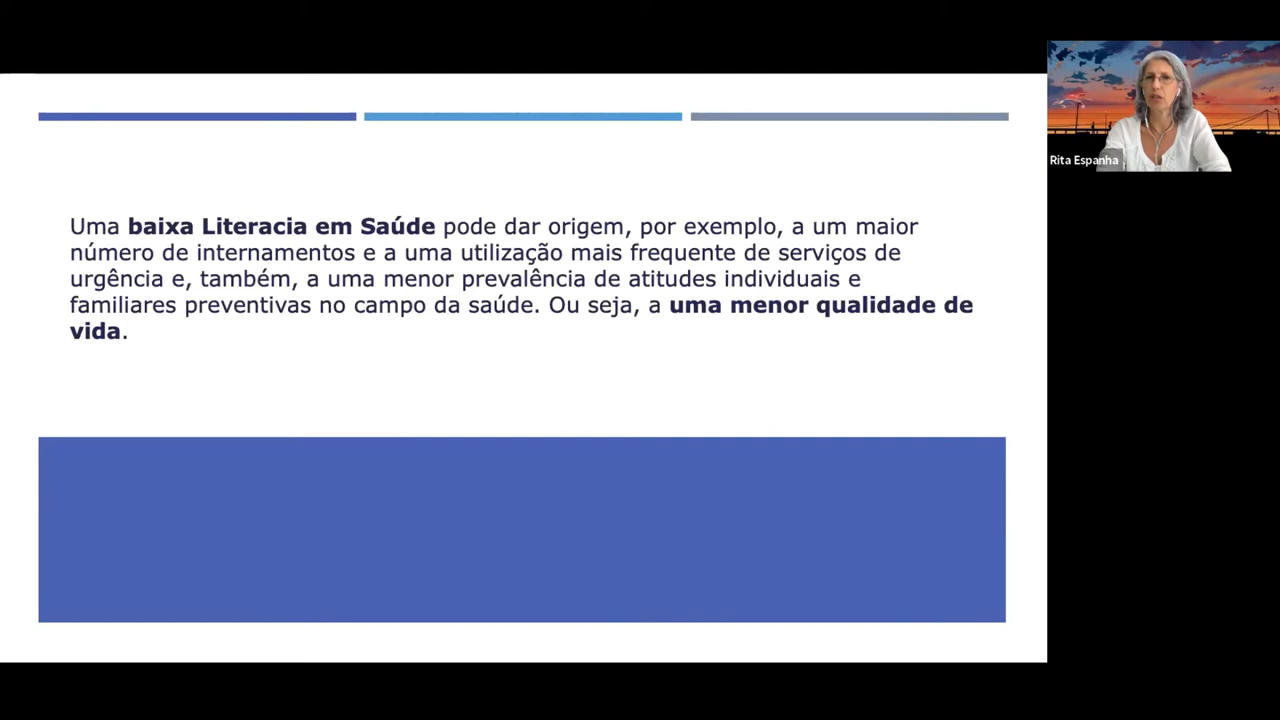 Uma baixa Literacia em Saúde pode dar origem, por exemplo, a um maior
número de internamentos e a uma utilização mais frequente de serviços de
urgência e, também, a uma menor prevalência de atitudes individuais e
familiares preventivas no campo da saúde. Ou seja, a uma menor qualidade de
vida.
Rita Espanha